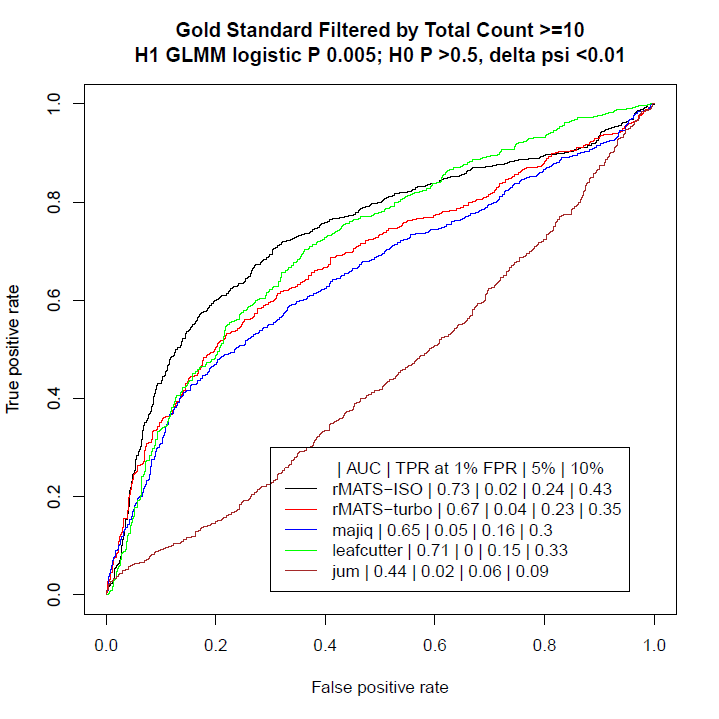 Gold Standard Filtered by Total Count >=10
H1 GLMM logistic P 0.005; H0 P >0.5, delta psi <0.01
True positive rate
1.0
0.8
0.6
0.4
0.2
0.0
| AUC | TPR at 1% FPR | 5% | 10%
rMATS−ISO | 0.73 | 0.02 | 0.24 | 0.43
rMATS−turbo | 0.67 | 0.04 | 0.23 | 0.35
majiq | 0.65 | 0.05 | 0.16 | 0.3
leafcutter | 0.71 | 0 | 0.15 | 0.33
jum | 0.44 | 0.02 | 0.06 | 0.09
0.0 0.2 0.4 0.6 0.8 1.0
False positive rate